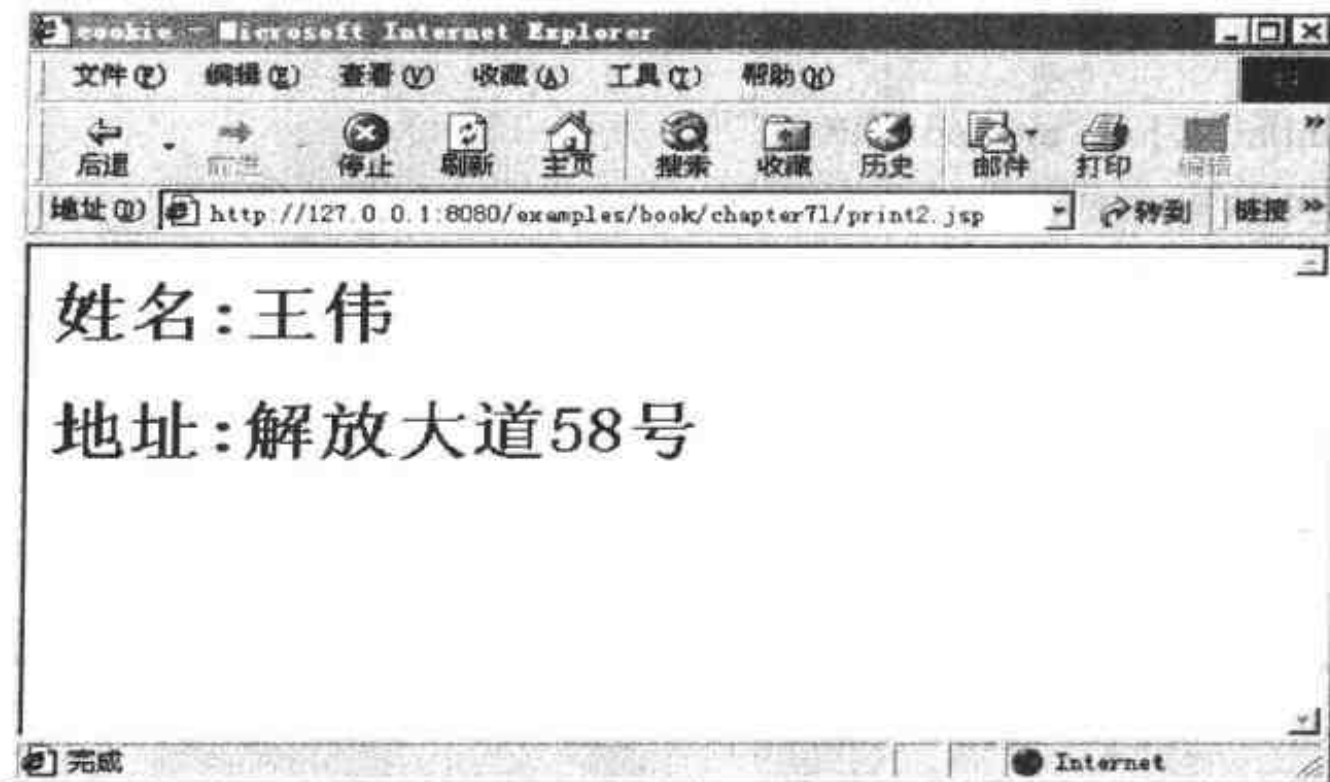 cookie - Microsoft Internet Explorer
文件(F) 编辑(E) 查看(V) 收藏(A) 工具(T) 帮助(H)
后退 前进 停止 刷新 主页 搜索 收藏 历史 邮件 打印 编辑
地址(D) http://127.0.0.1:8080/examples/book/chapter71/print2.jsp 转到 链接
姓名:王伟
地址:解放大道58号
完成 Internet